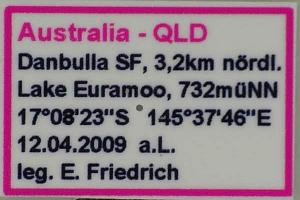 Australia - QLD
Danbulla SF, 3,2km nördl.
Lake Euramoo, 732müNN
17°08'23"S 145°37'46"E
12.04.2009 a.L.
leg. E. Friedrich